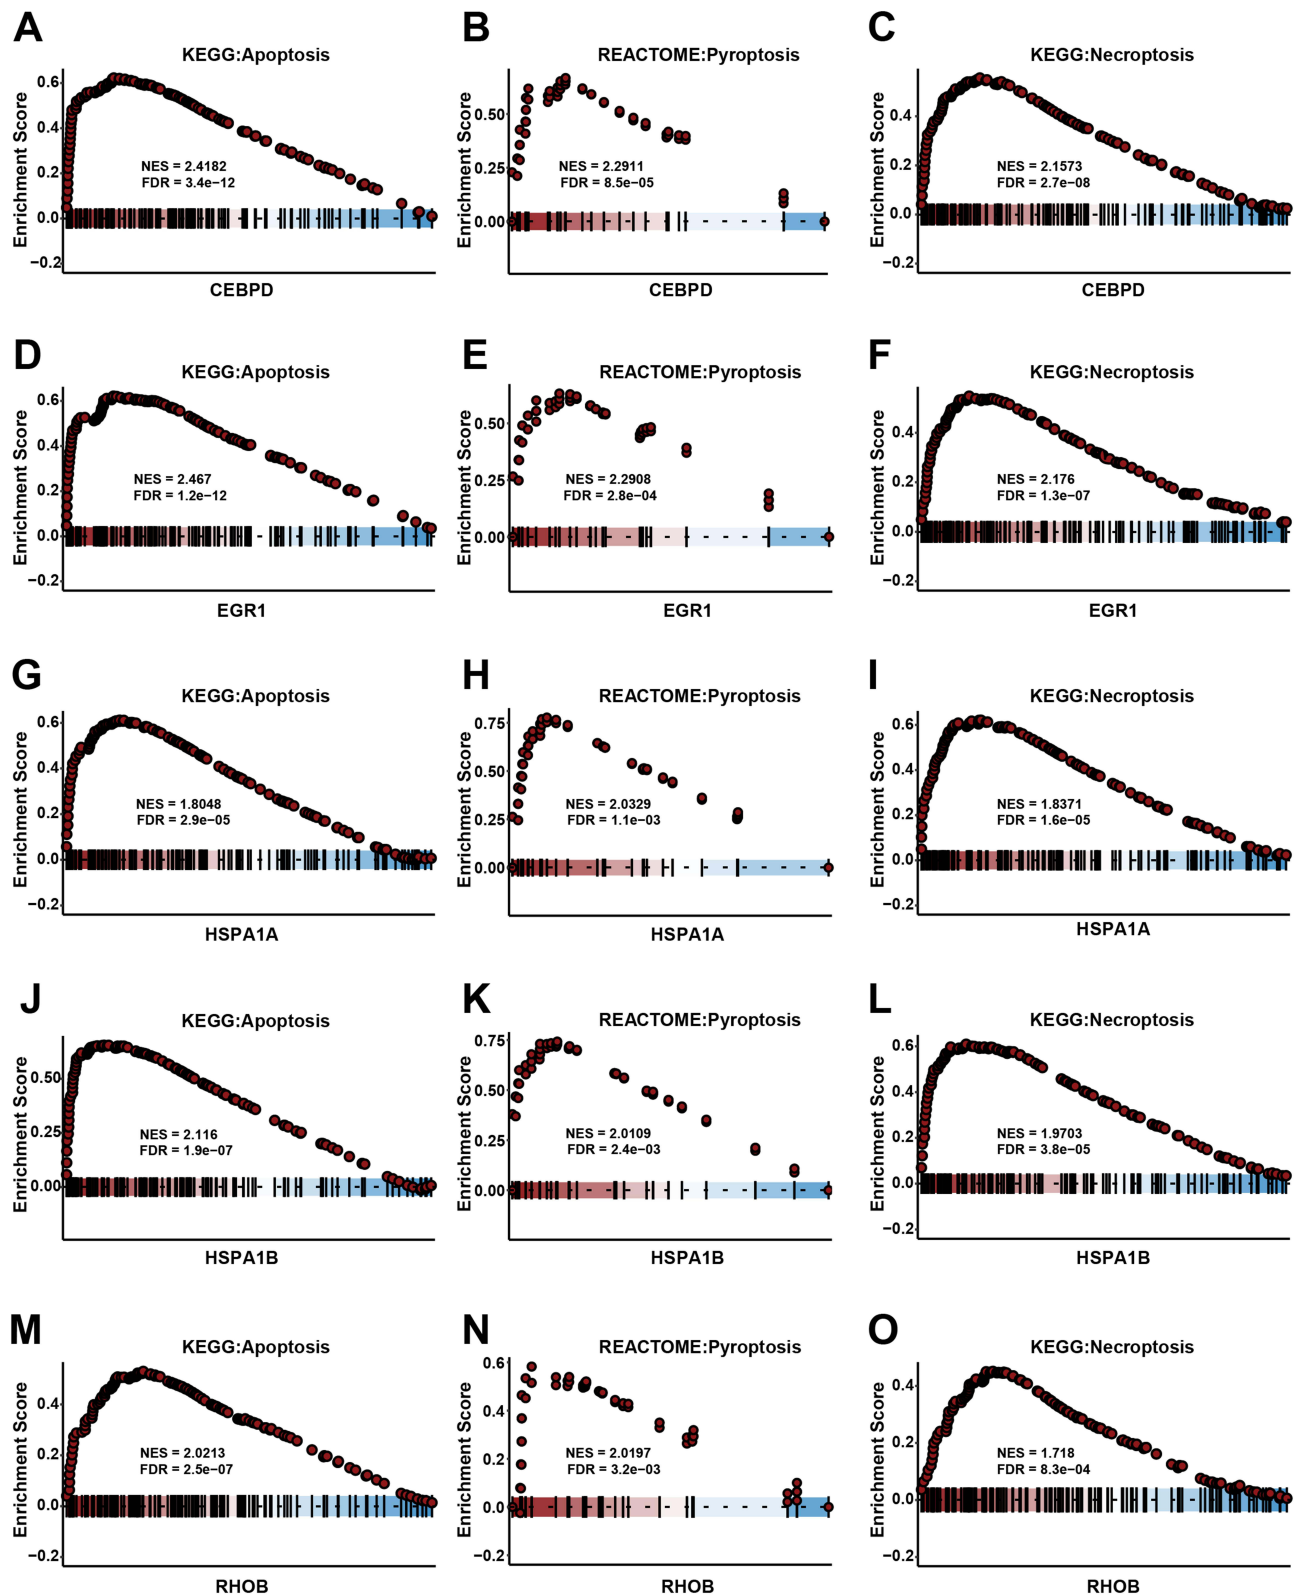 A
KEGG:Apoptosis
Enrichment Score
0.6
0.4
0.2
0.0
−0.2
NES = 2.4182
FDR = 3.4e−12
CEBPD
B
REACTOME:Pyroptosis
Enrichment Score
0.50
0.25
0.00
NES = 2.2911
FDR = 8.5e−05
CEBPD
C
KEGG:Necroptosis
Enrichment Score
0.4
0.2
0.0
−0.2
NES = 2.1573
FDR = 2.7e−08
CEBPD
D
KEGG:Apoptosis
Enrichment Score
0.6
0.4
0.2
0.0
−0.2
NES = 2.467
FDR = 1.2e−12
EGR1
E
REACTOME:Pyroptosis
Enrichment Score
0.50
0.25
0.00
NES = 2.2908
FDR = 2.8e−04
EGR1
F
KEGG:Necroptosis
Enrichment Score
0.4
0.2
0.0
−0.2
NES = 2.176
FDR = 1.3e−07
EGR1
G
KEGG:Apoptosis
Enrichment Score
0.6
0.4
0.2
0.0
−0.2
NES = 1.8048
FDR = 2.9e−05
HSPA1A
H
REACTOME:Pyroptosis
Enrichment Score
0.75
0.50
0.25
0.00
NES = 2.0329
FDR = 1.1e−03
HSPA1A
I
KEGG:Necroptosis
Enrichment Score
0.6
0.4
0.2
0.0
−0.2
NES = 1.8371
FDR = 1.6e−05
HSPA1A
J
KEGG:Apoptosis
Enrichment Score
0.50
0.25
0.00
NES = 2.116
FDR = 1.9e−07
HSPA1B
K
REACTOME:Pyroptosis
Enrichment Score
0.75
0.50
0.25
0.00
NES = 2.0109
FDR = 2.4e−03
HSPA1B
L
KEGG:Necroptosis
Enrichment Score
0.6
0.4
0.2
0.0
−0.2
NES = 1.9703
FDR = 3.8e−05
HSPA1B
M
KEGG:Apoptosis
Enrichment Score
0.4
0.2
0.0
−0.2
NES = 2.0213
FDR = 2.5e−07
RHOB
N
REACTOME:Pyroptosis
Enrichment Score
0.6
0.4
0.2
0.0
−0.2
NES = 2.0197
FDR = 3.2e−03
RHOB
O
KEGG:Necroptosis
Enrichment Score
0.4
0.2
0.0
−0.2
NES = 1.718
FDR = 8.3e−04
RHOB